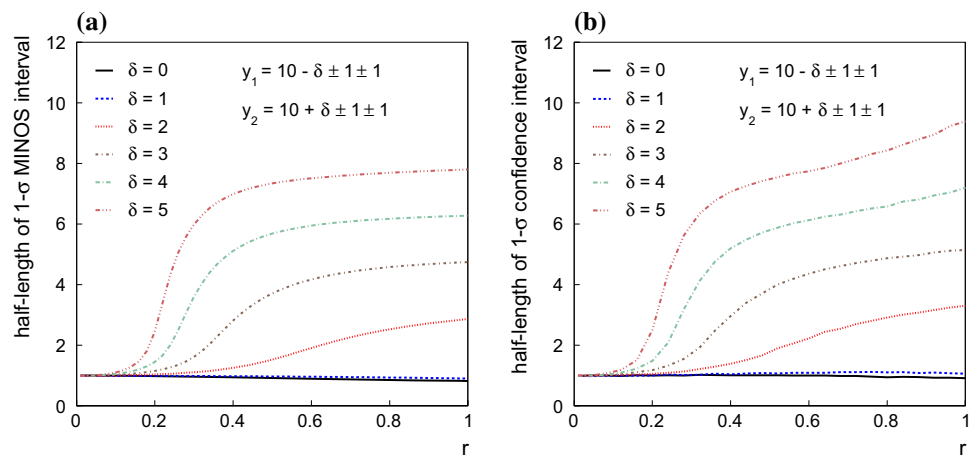 (a)
half-length of 1-σ MINOS interval
12
10
8
6
4
2
0
δ = 0
δ = 1
δ = 2
δ = 3
δ = 4
δ = 5
y1 = 10 - δ ± 1 ± 1
y2 = 10 + δ ± 1 ± 1
0 0.2 0.4 0.6 0.8 1
r
(b)
half-length of 1-σ confidence interval
12
10
8
6
4
2
0
δ = 0
δ = 1
δ = 2
δ = 3
δ = 4
δ = 5
y1 = 10 - δ ± 1 ± 1
y2 = 10 + δ ± 1 ± 1
0 0.2 0.4 0.6 0.8 1
r